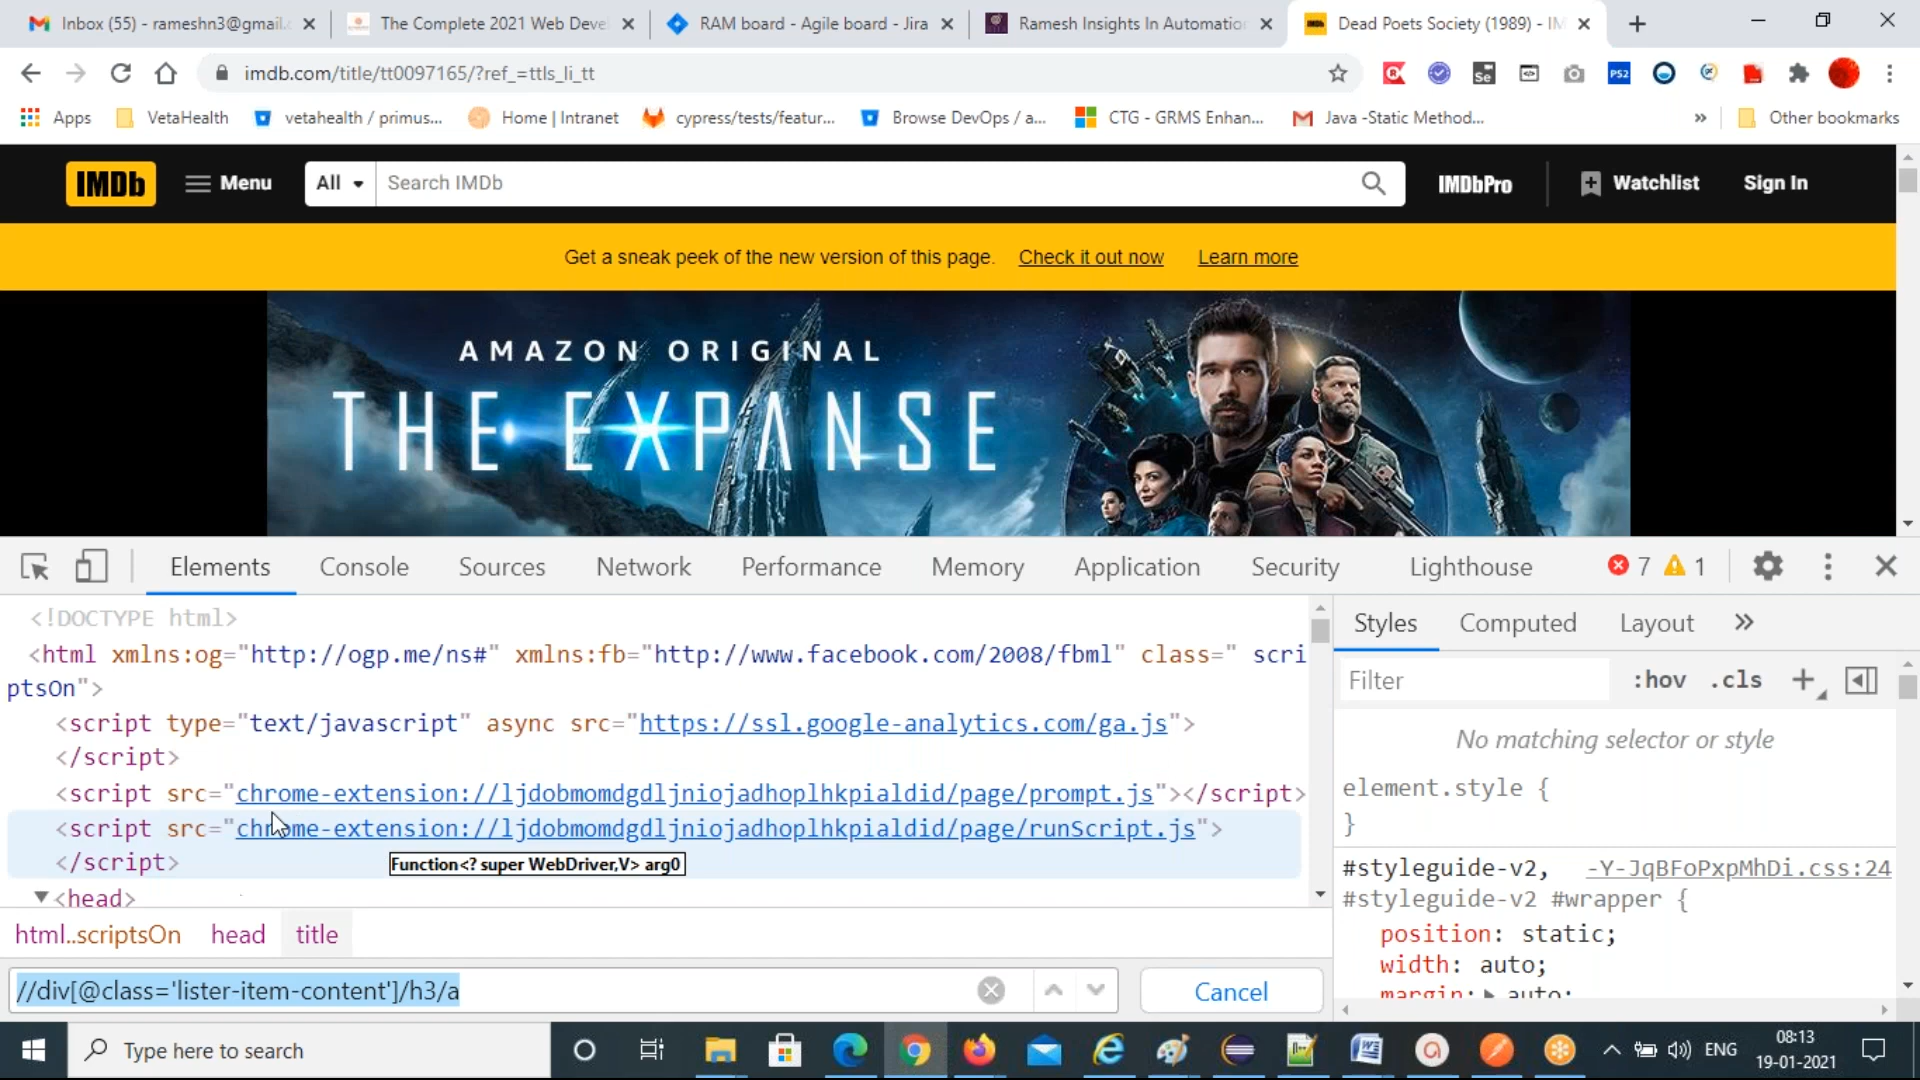 Inbox (55) - rameshn3@gmail.
The Complete 2021 Web Deve
RAM board - Agile board - Jira
Ramesh Insights In Automation
Dead Poets Society (1989) - IM
imdb.com/title/tt0097165/?ref_=ttls_li_tt
Apps
VetaHealth
vetahealth / primus...
Home | Intranet
cypress/tests/featur...
Browse DevOps / a...
CTG - GRMS Enhan...
Java -Static Method...
»
Other bookmarks
IMDb
Menu
All
Search IMDb
IMDbPro
Watchlist
Sign In
Get a sneak peek of the new version of this page. Check it out now Learn more
AMAZON ORIGINAL
THE EXPANSE
Elements Console Sources Network Performance Memory Application Security Lighthouse 7 1
<!DOCTYPE html>
<html xmlns:og="http://ogp.me/ns#" xmlns:fb="http://www.facebook.com/2008/fbml" class=" scri
ptsOn">
<script type="text/javascript" async src="https://ssl.google-analytics.com/ga.js">
</script>
<script src="chrome-extension://ljdobmomdgdljniojadhoplhkpialdid/page/prompt.js"></script>
<script src="chrome-extension://ljdobmomdgdljniojadhoplhkpialdid/page/runScript.js">
</script>
Function<? super WebDriver,V> arg0
▼<head>
html..scriptsOn head title
//div[@class='lister-item-content']/h3/a
Cancel
Styles Computed Layout »
Filter
:hov .cls +
No matching selector or style
element.style {
}
#styleguide-v2, -Y-JqBFoPxpMhDi.css:24
#styleguide-v2 #wrapper {
position: static;
width: auto;
margin:▶ auto;
Type here to search
ENG
08:13
19-01-2021